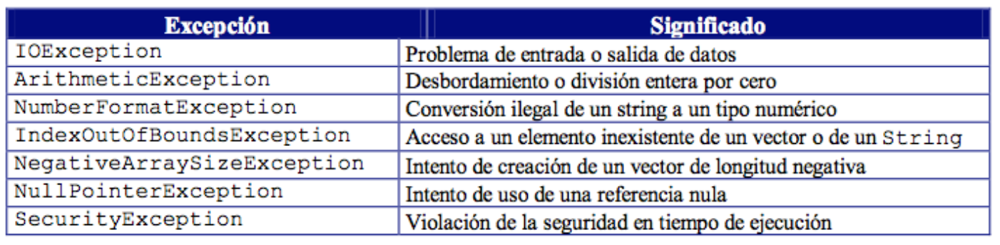 Excepción Significado
IOException Problema de entrada o salida de datos
ArithmeticException Desbordamiento o división entera por cero
NumberFormatException Conversión ilegal de un string a un tipo numérico
IndexOutOfBoundsException Acceso a un elemento inexistente de un vector o de un String
NegativeArraySizeException Intento de creación de un vector de longitud negativa
NullPointerException Intento de uso de una referencia nula
SecurityException Violación de la seguridad en tiempo de ejecución